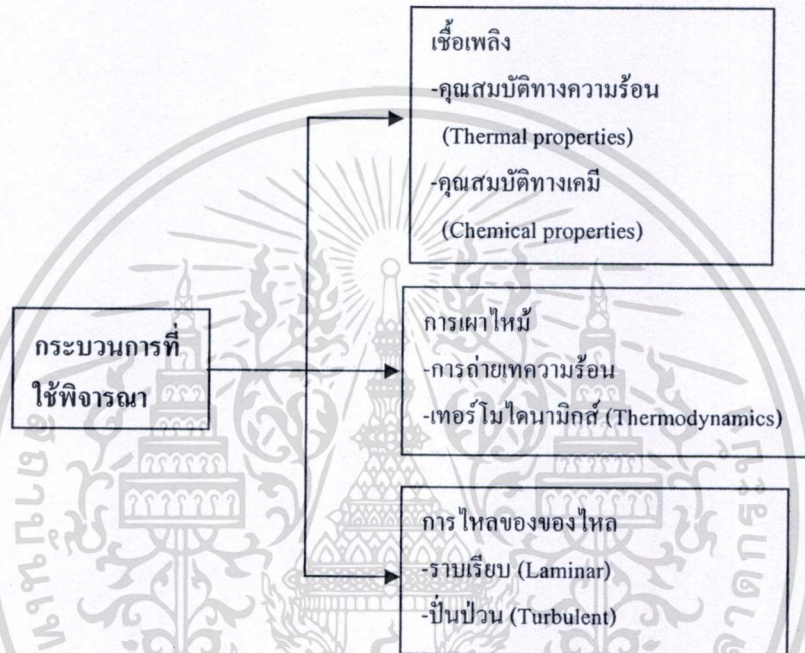 เชื้อเพลิง
-คุณสมบัติทางความร้อน
(Thermal properties)
-คุณสมบัติทางเคมี
(Chemical properties)
กระบวนการที่
ใช้พิจารณา
การเผาไหม้
-การถ่ายเทความร้อน
-เทอร์โมไดนามิกส์ (Thermodynamics)
การไหลของของไหล
-ราบเรียบ (Laminar)
-ปั่นป่วน (Turbulent)